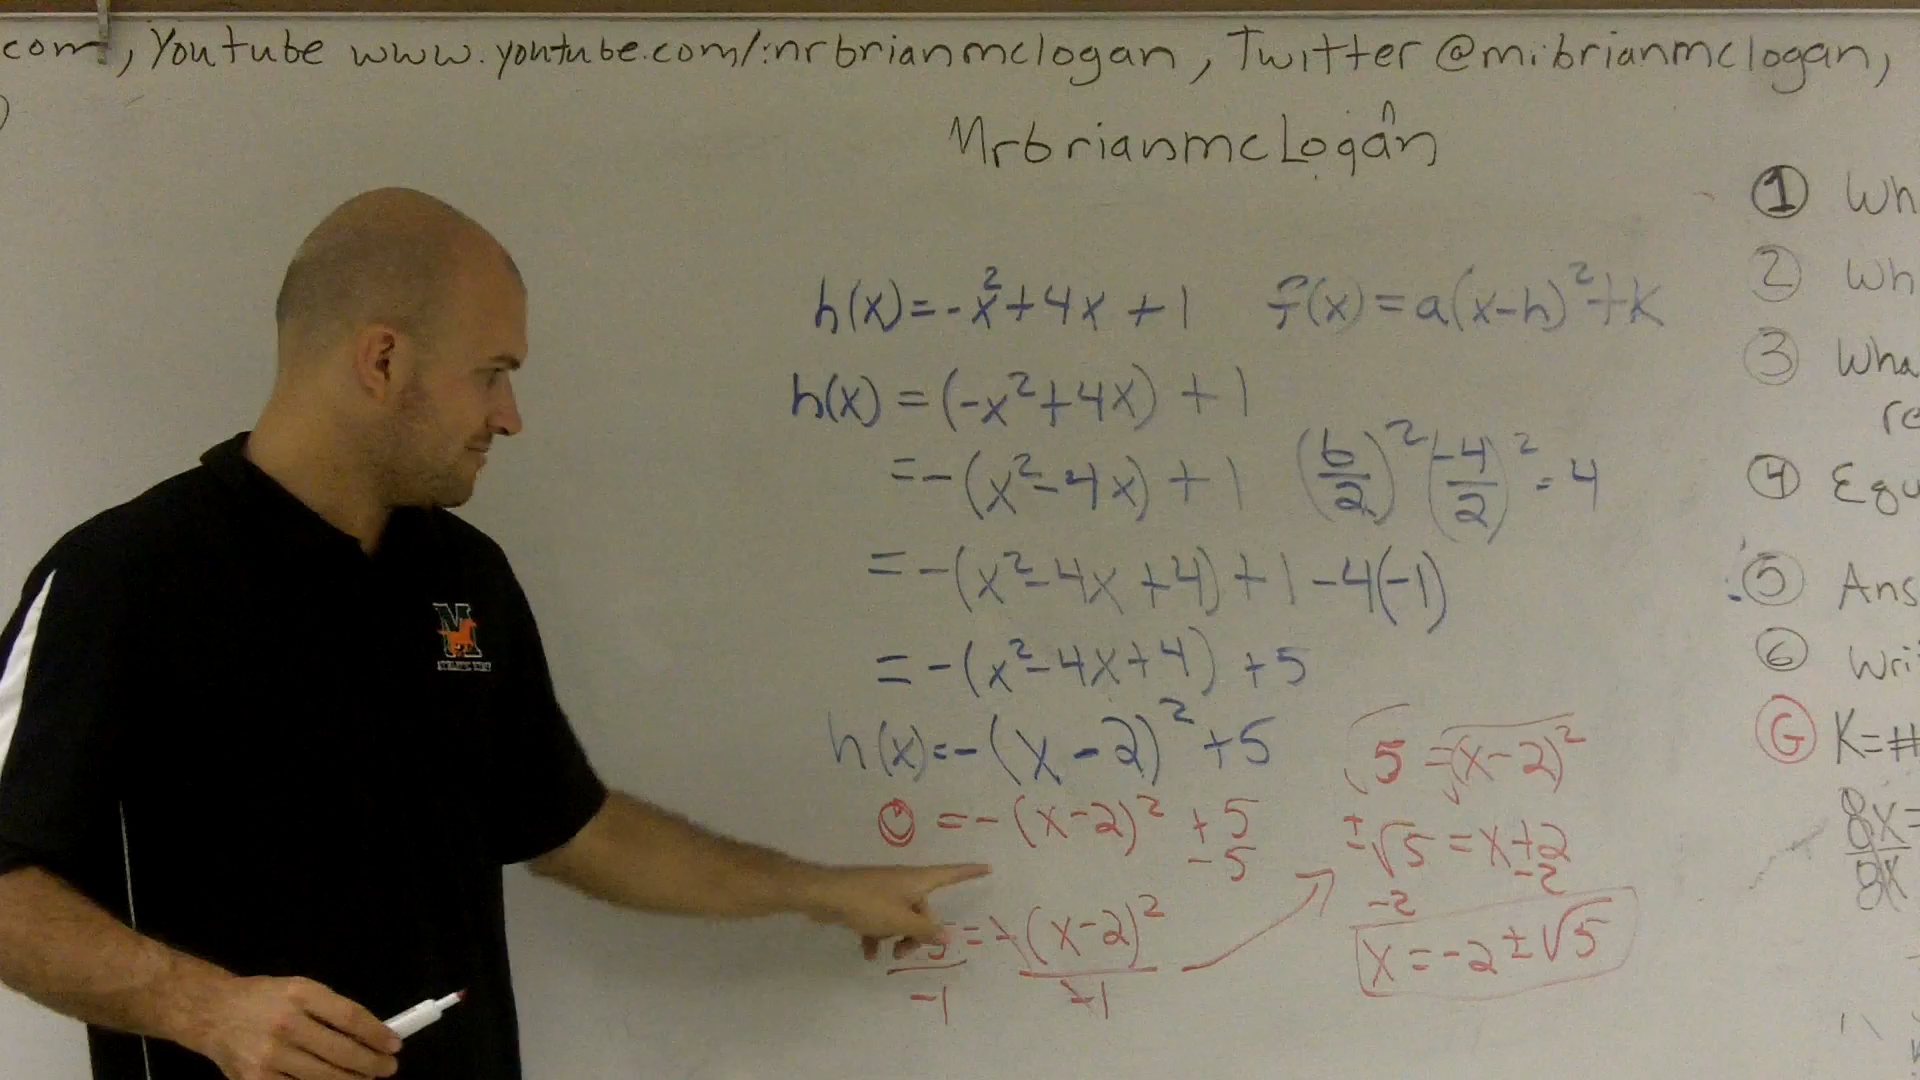 com, Youtube www.youtube.com/mrbrianmclogan, Twitter @mrbrianmclogan,
MrbrianmcLogan
h(x)=-x²+4x+1 f(x)=a(x-h)²+k
h(x)=(-x²+4x)+1
=-(x²-4x)+1 (b/2)² (-4/2)²=4
=-(x²-4x+4)+1-4(-1)
=-(x²-4x+4)+5
h(x)=-(x-2)²+5
0=-(x-2)²+5
-5
-5=-(x-2)²
-1 -1
5=(x-2)²
±√5=x+2
-2 -2
x=-2±√5
① Wh
② Wh
③ Wha
re
④ Equ
⑤ Ans
⑥ Wri
Ⓖ K=#
8x=
8x
M